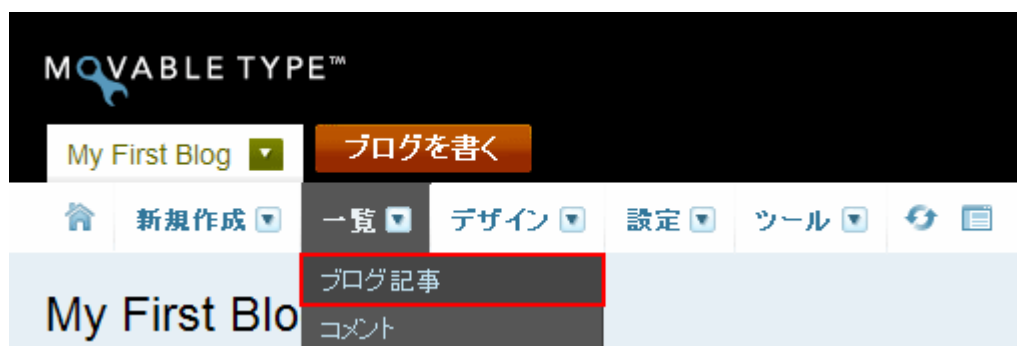 MOVABLE TYPE™
My First Blog ブログを書く
新規作成 一覧 デザイン 設定 ツール
ブログ記事
My First Blo
コメント